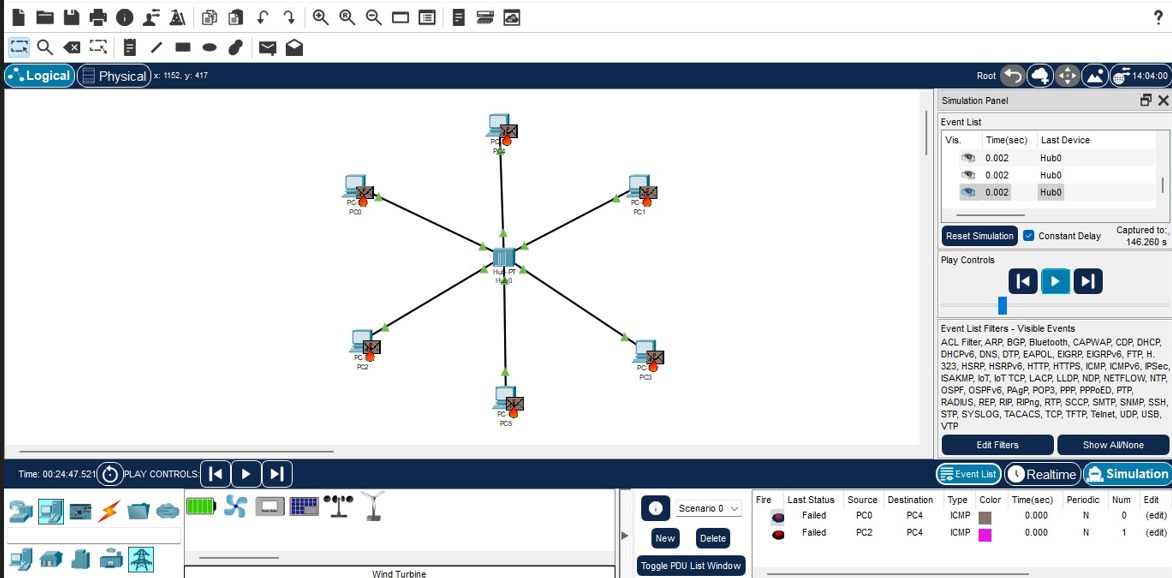 ?
Logical
Physical
x: 1152, y: 417
Root
14:04:00
PC0
PC-
PC1
Hub-PT
Hub0
PC-
PC2
PC3
PC-
PC5
Simulation Panel
Event List
Vis. Time(sec) Last Device
0.002 Hub0
0.002 Hub0
0.002 Hub0
Reset Simulation
Constant Delay
Captured to:
146.260 s
Play Controls
Event List Filters - Visible Events
ACL Filter, ARP, BGP, Bluetooth, CAPWAP, CDP, DHCP,
DHCPv6, DNS, DTP, EAPOL, EIGRP, EIGRPv6, FTP, H.
323, HSRP, HSRPv6, HTTP, HTTPS, ICMP, ICMPv6, IPSec,
ISAKMP, IoT, IoT TCP, LACP, LLDP, NDP, NETFLOW, NTP,
OSPF, OSPFv6, PAgP, POP3, PPP, PPPoED, PTP,
RADIUS, REP, RIP, RIPng, RTP, SCCP, SMTP, SNMP, SSH,
STP, SYSLOG, TACACS, TCP, TFTP, Telnet, UDP, USB,
VTP
Edit Filters
Show All/None
Time: 00:24:47.521
PLAY CONTROLS:
Event List
Realtime
Simulation
Wind Turbine
Scenario 0
New
Delete
Toggle PDU List Window
Fire Last Status Source Destination Type Color Time(sec) Periodic Num Edit
Failed PC0 PC4 ICMP 0.000 N 0 (edit)
Failed PC2 PC4 ICMP 0.000 N 1 (edit)